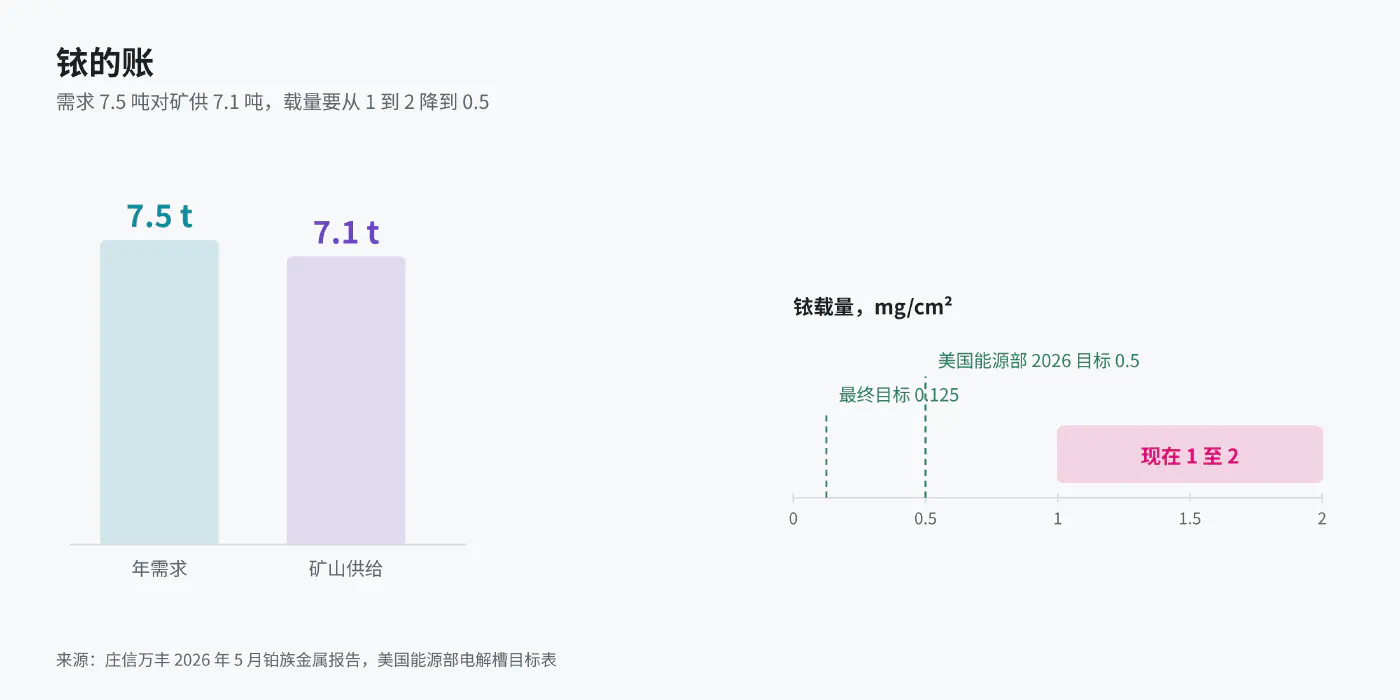 铱的账
需求 7.5 吨对矿供 7.1 吨，载量要从 1 到 2 降到 0.5
7.5 t
7.1 t
年需求
矿山供给
铱载量，mg/cm²
美国能源部 2026 目标 0.5
最终目标 0.125
现在 1 至 2
0
0.5
1
1.5
2
来源：庄信万丰 2026 年 5 月铂族金属报告，美国能源部电解槽目标表